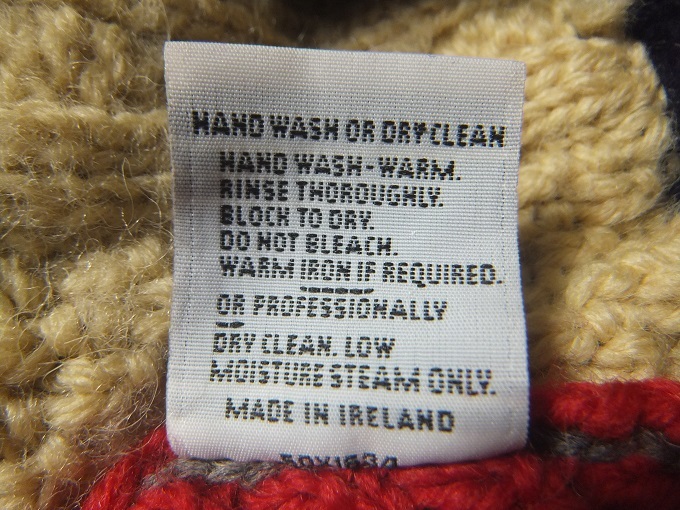 HAND WASH OR DRYCLEAN
HAND WASH-WARM.
RINSE THOROUGHLY.
BLOCK TO DRY.
DO NOT BLEACH.
WARM IRON IF REQUIRED.
OR PROFESSIONALLY
DRY CLEAN. LOW
MOISTURE STEAM ONLY.
MADE IN IRELAND